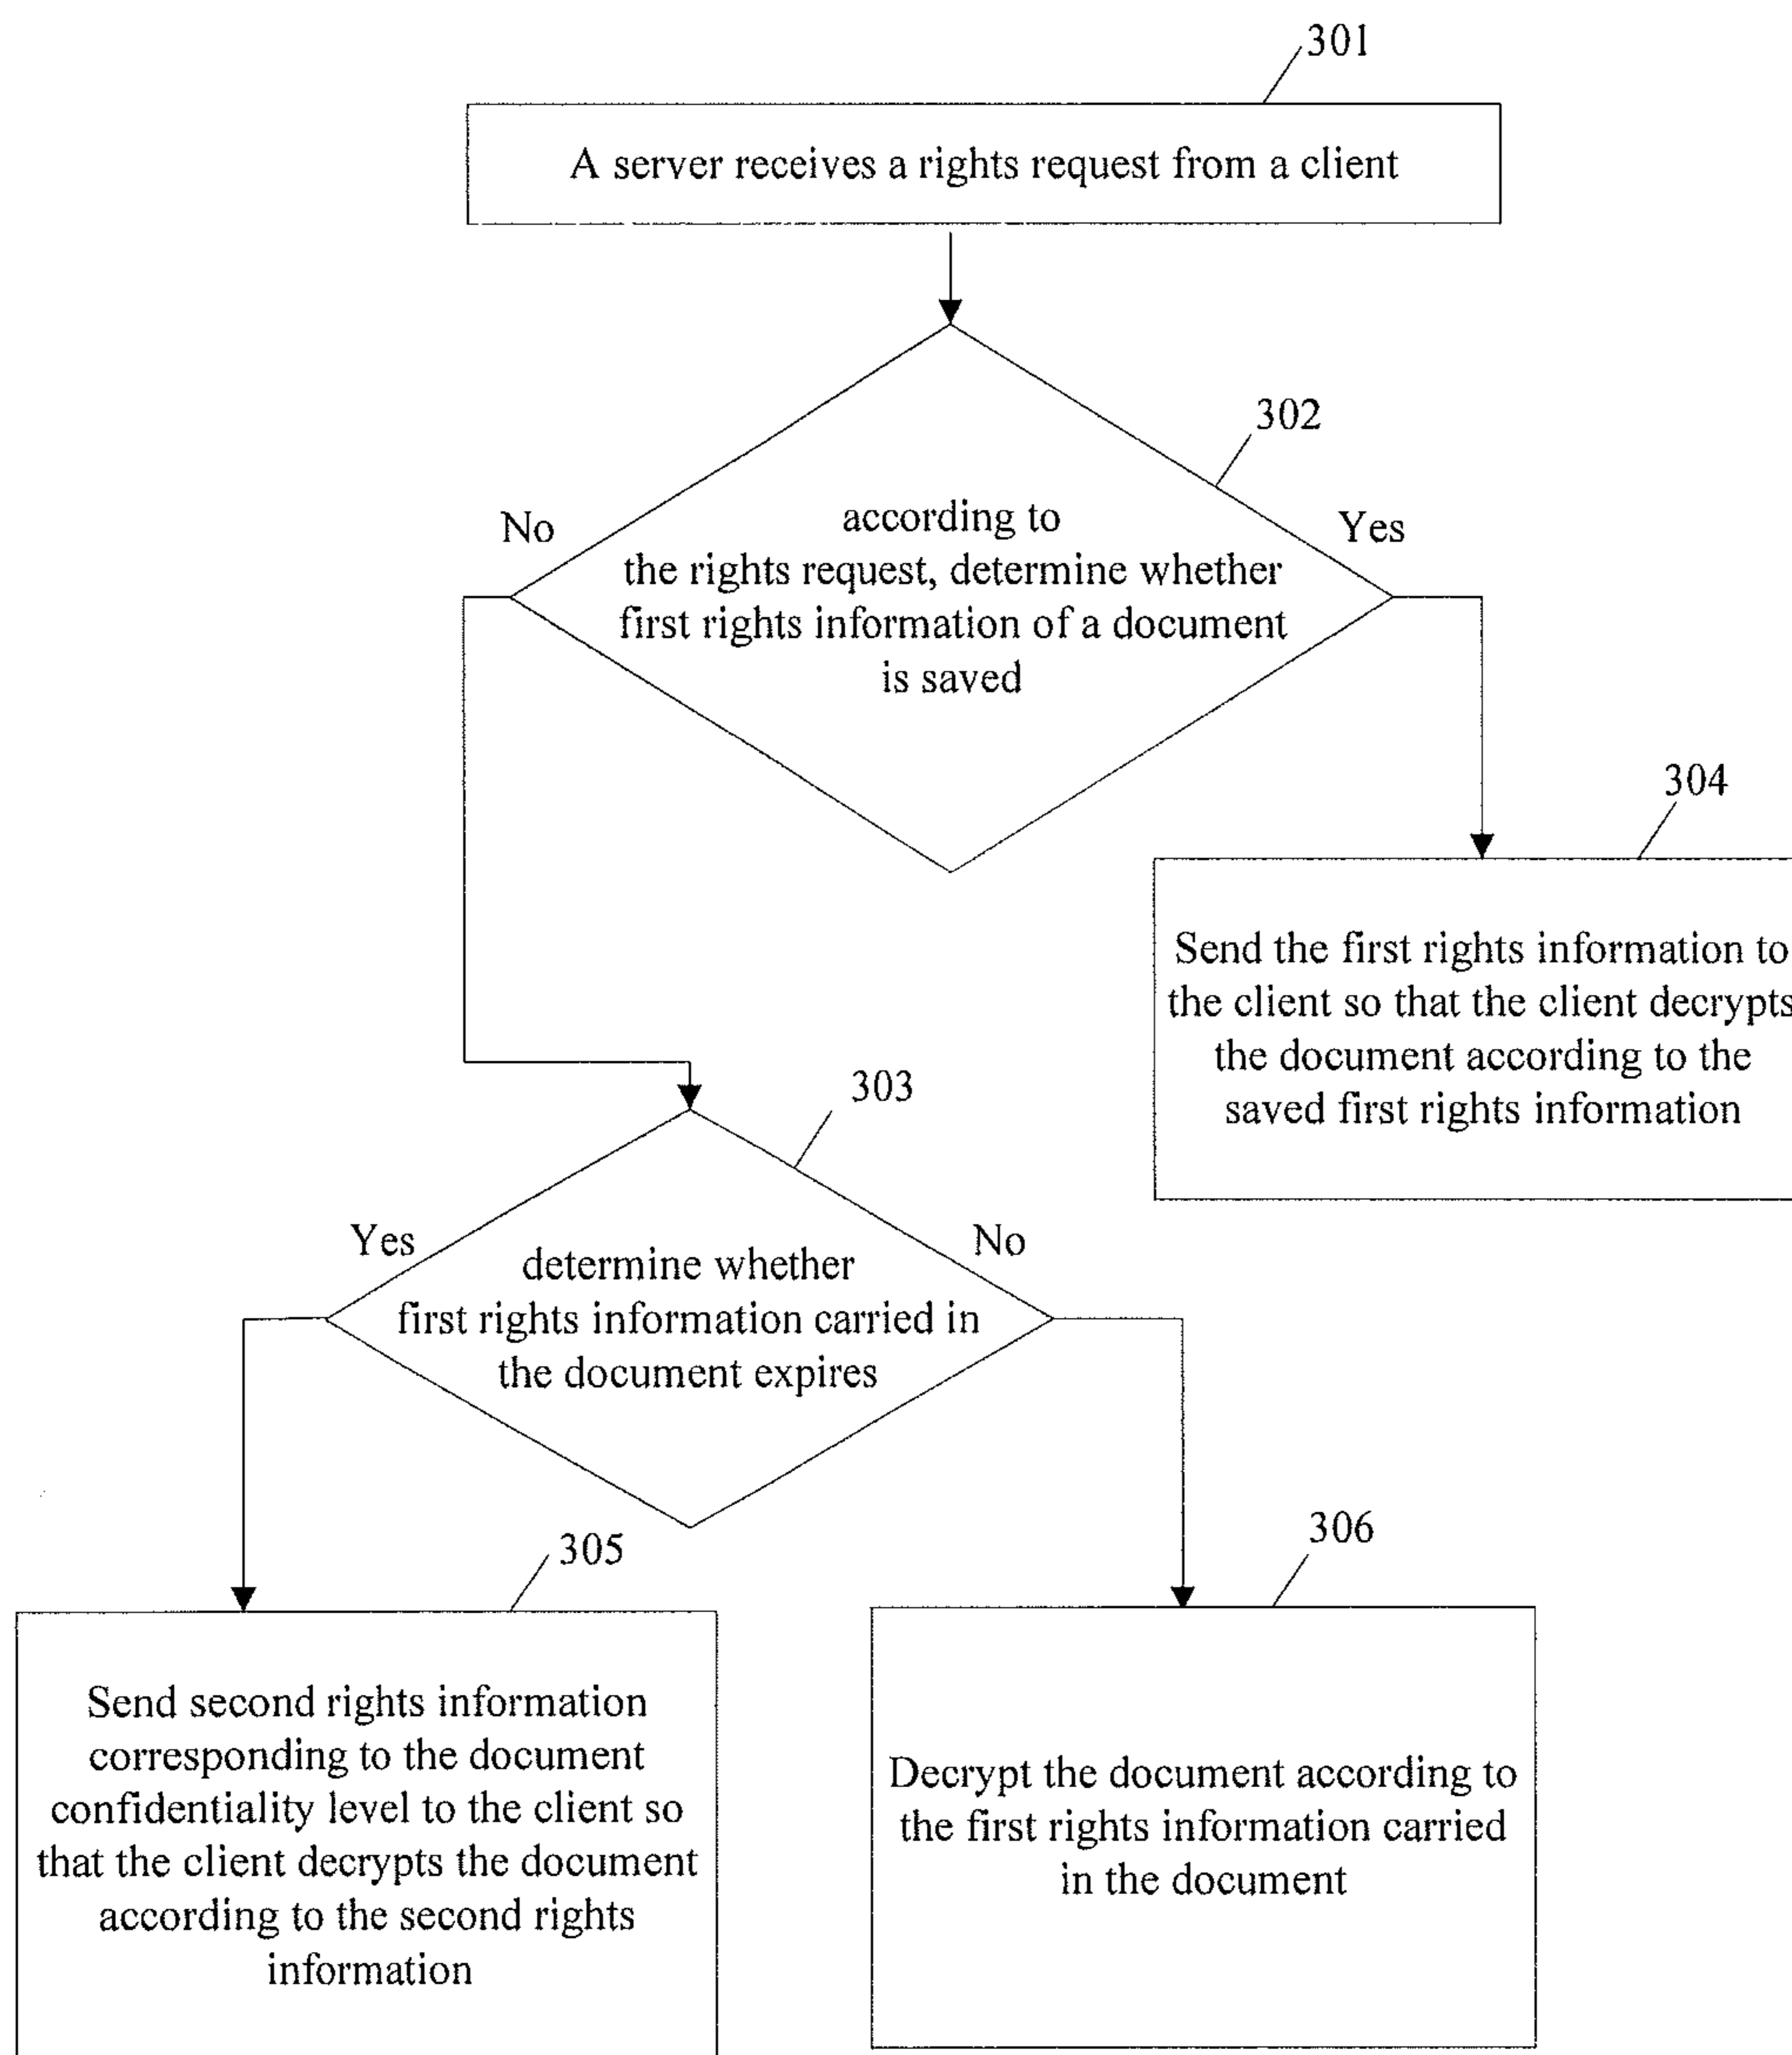 301
A server receives a rights request from a client
302
No
Yes
according to
the rights request, determine whether
first rights information of a document
is saved
304
Send the first rights information to
the client so that the client decrypts
the document according to the
saved first rights information
303
Yes
No
determine whether
first rights information carried in
the document expires
305
306
Send second rights information
corresponding to the document
confidentiality level to the client so
that the client decrypts the document
according to the second rights
information
Decrypt the document according to
the first rights information carried
in the document